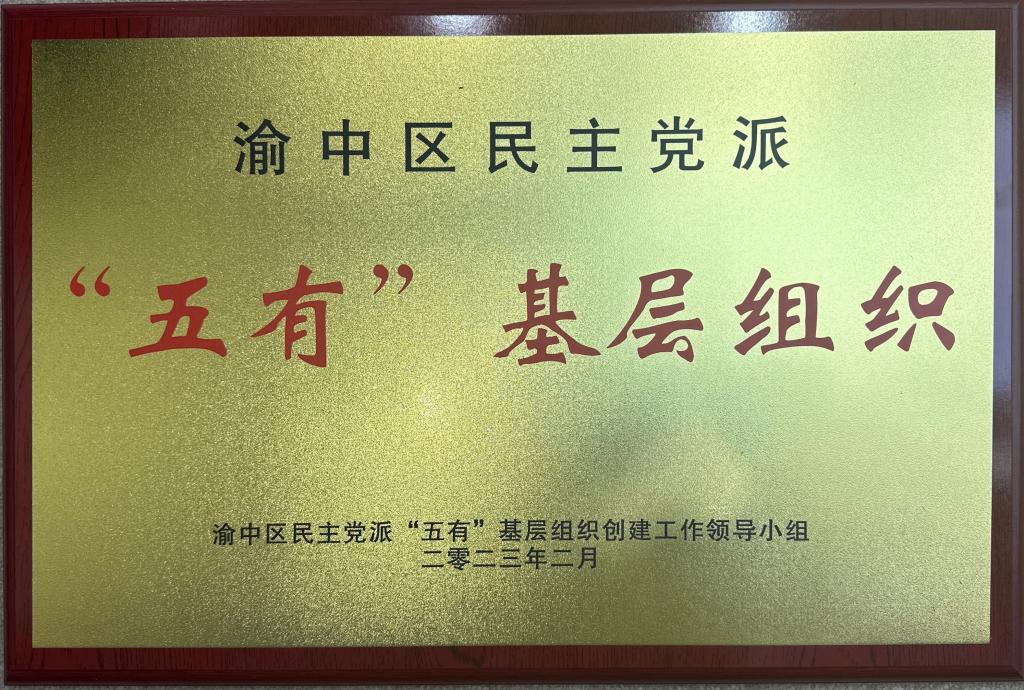 渝中区民主党派
“五有”基层组织
渝中区民主党派“五有”基层组织创建工作领导小组
二零二三年二月